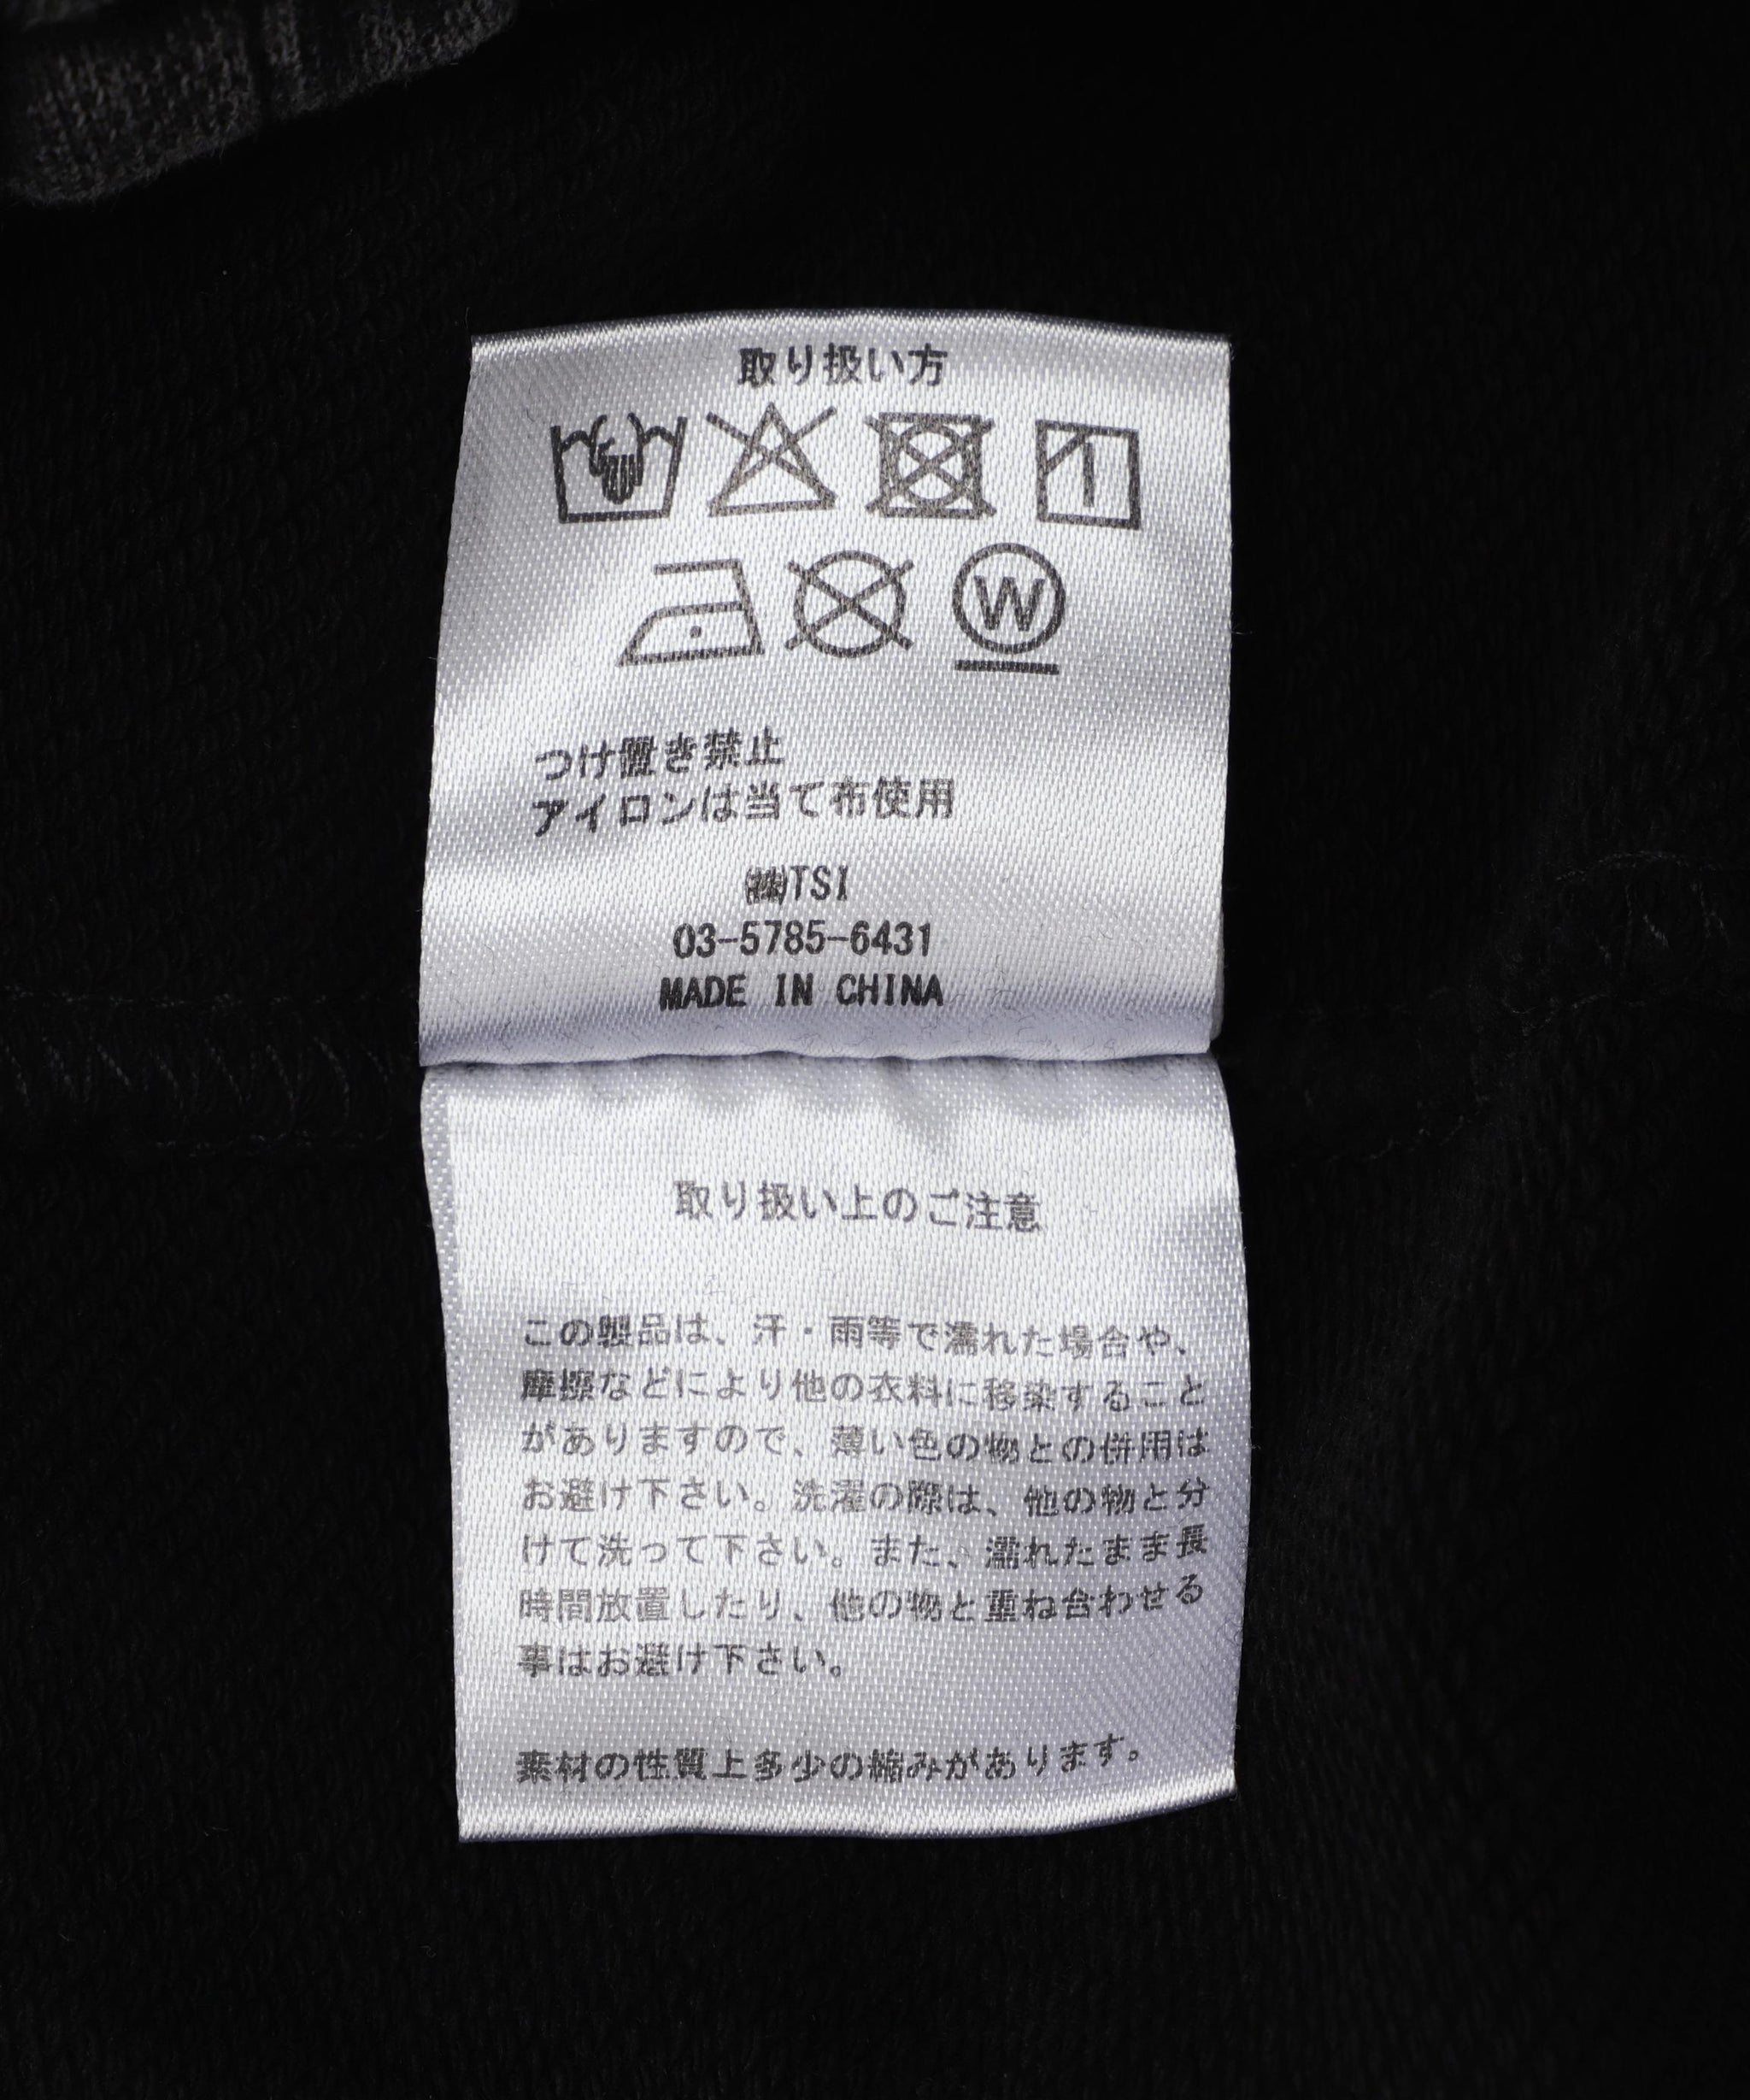 取り扱い方
W
つけ置き禁止
アイロンは当て布使用
㈱TSI
03-5785-6431
MADE IN CHINA
取り扱い上のご注意
この製品は、汗・雨等で濡れた場合や、
摩擦などにより他の衣料に移染すること
がありますので、薄い色の物との併用は
お避け下さい。洗濯の際は、他の物と分
けて洗って下さい。また、濡れたまま長
時間放置したり、他の物と重ね合わせる
事はお避け下さい。
素材の性質上多少の縮みがあります。